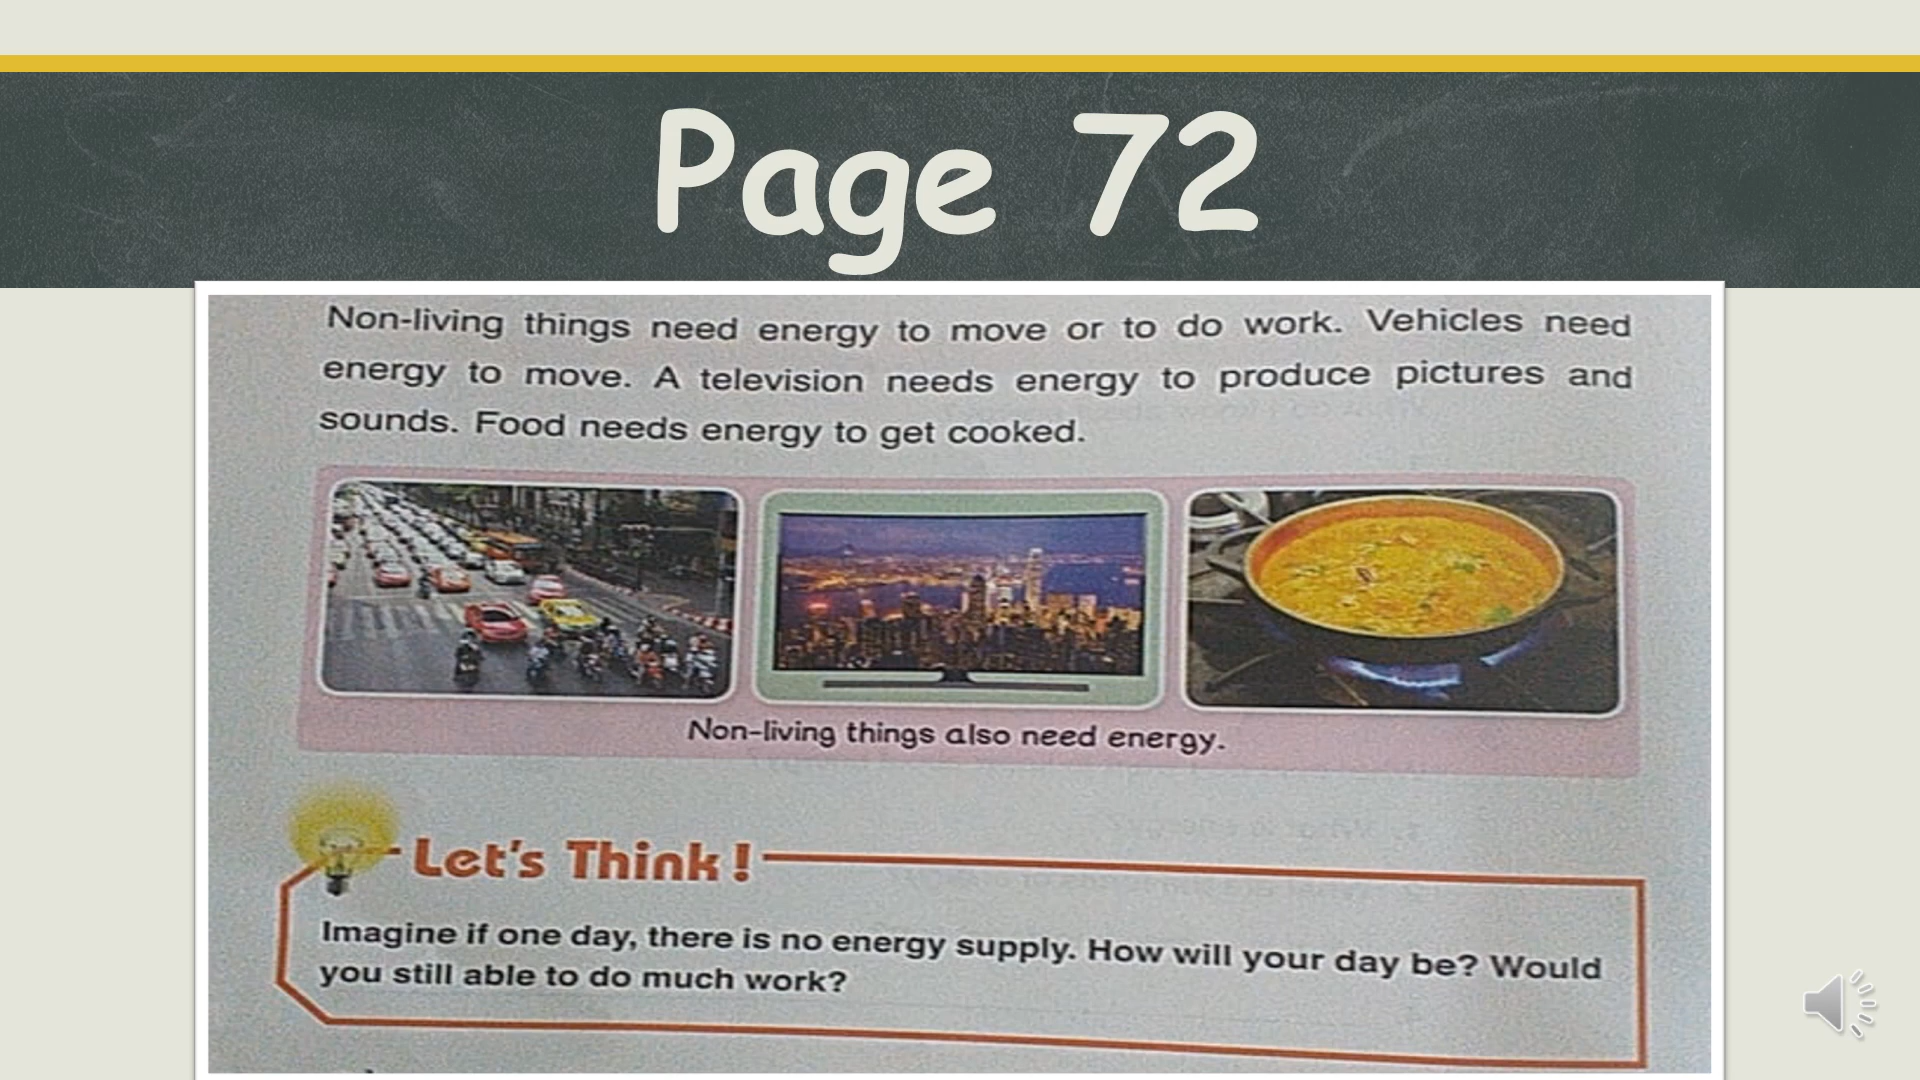 Page 72
Non-living things need energy to move or to do work. Vehicles need
energy to move. A television needs energy to produce pictures and
sounds. Food needs energy to get cooked.
Non-living things also need energy.
Let's Think!
Imagine if one day, there is no energy supply. How will your day be? Would
you still able to do much work?